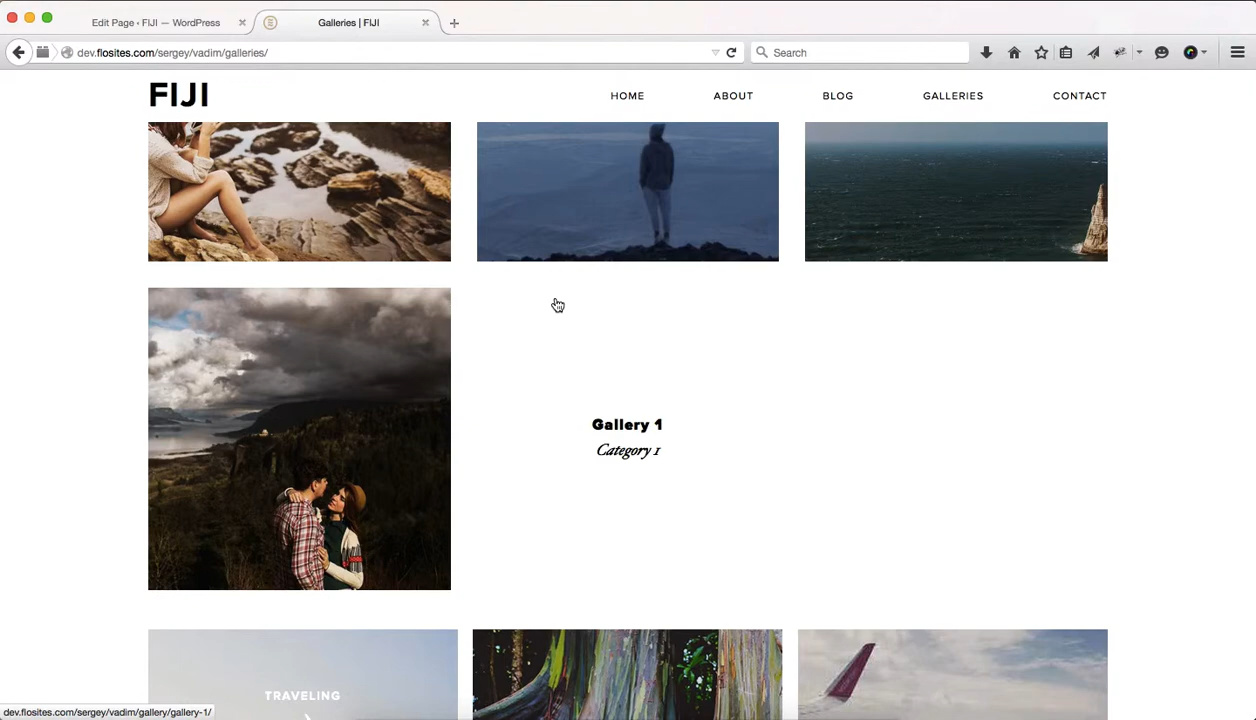 Edit Page ‹ FIJI — WordPress
Galleries | FIJI
dev.flosites.com/sergey/vadim/galleries/
Search
FIJI
HOME
ABOUT
BLOG
GALLERIES
CONTACT
Gallery 1
Category 1
TRAVELING
dev.flosites.com/sergey/vadim/gallery/gallery-1/